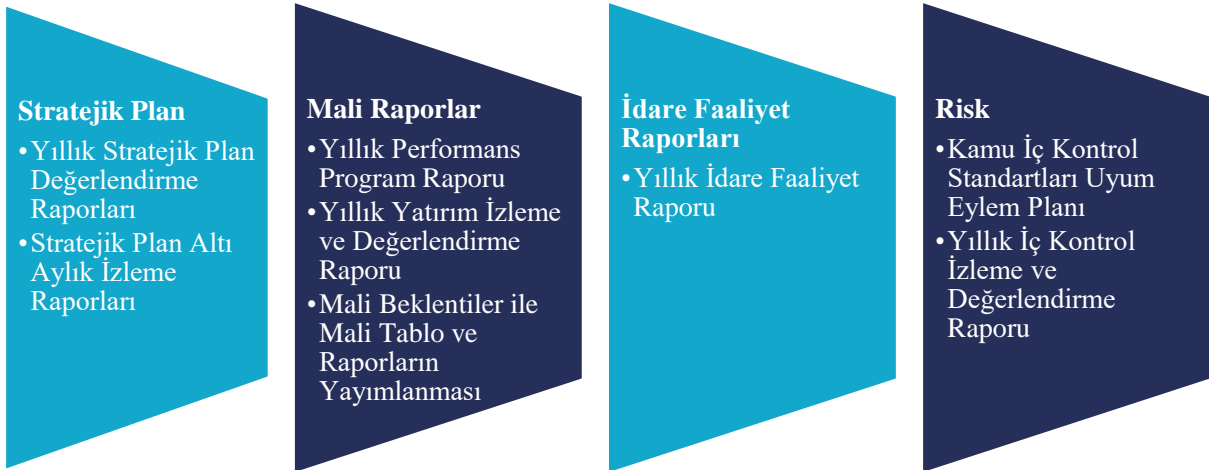 Stratejik Plan
•Yıllık Stratejik Plan
Değerlendirme
Raporları
•Stratejik Plan Altı
Aylık İzleme
Raporları
Mali Raporlar
•Yıllık Performans
Program Raporu
•Yıllık Yatırım İzleme
ve Değerlendirme
Raporu
•Mali Beklentiler ile
Mali Tablo ve
Raporların
Yayımlanması
İdare Faaliyet
Raporları
•Yıllık İdare Faaliyet
Raporu
Risk
•Kamu İç Kontrol
Standartları Uyum
Eylem Planı
•Yıllık İç Kontrol
İzleme ve
Değerlendirme
Raporu